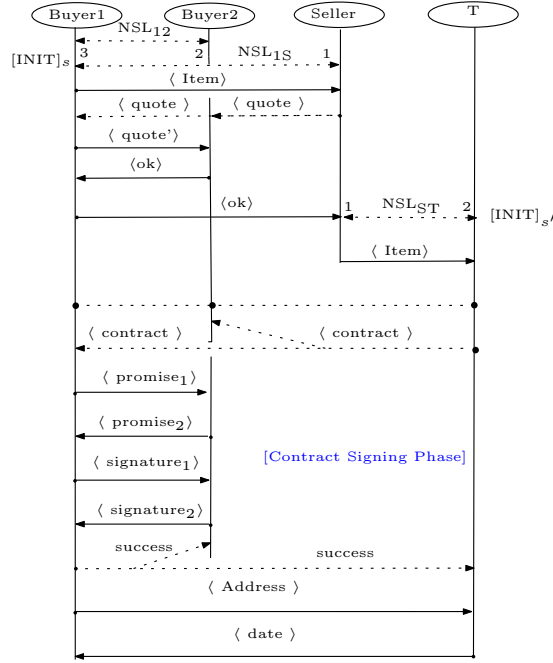 Buyer1 Buyer2 Seller T
NSL12
3 2 NSL1S 1
[INIT]s
⟨ Item⟩
⟨ quote ⟩ ⟨ quote ⟩
⟨ quote'⟩
⟨ok⟩
⟨ok⟩ 1 NSLST 2
[INIT]s′
⟨ Item⟩
⟨ contract ⟩ ⟨ contract ⟩
⟨ promise1⟩
⟨ promise2⟩
[Contract Signing Phase]
⟨ signature1⟩
⟨ signature2⟩
success success
⟨ Address ⟩
⟨ date ⟩